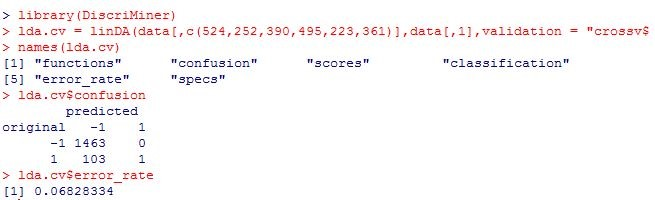 > library(DiscriMiner)
> lda.cv = linDA(data[,c(524,252,390,495,223,361)],data[,1],validation = "crossv$
> names(lda.cv)
[1] "functions"      "confusion"      "scores"         "classification"
[5] "error_rate"     "specs"
> lda.cv$confusion
        predicted
original   -1    1
      -1 1463    0
      1   103    1
> lda.cv$error_rate
[1] 0.06828334